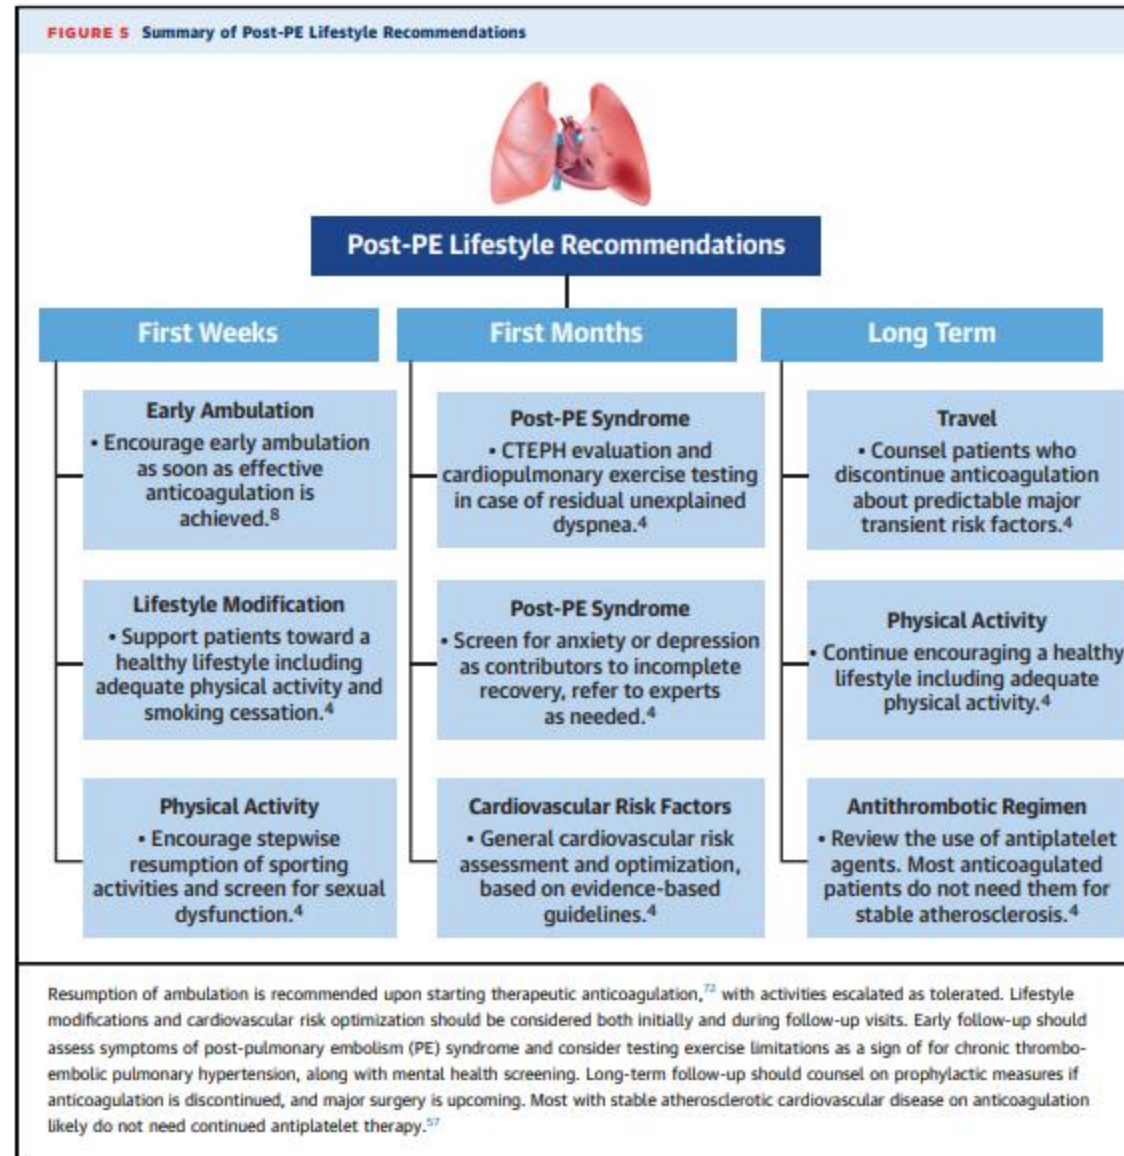 FIGURE 5 Summary of Post-PE Lifestyle Recommendations
Post-PE Lifestyle Recommendations
First Weeks
Early Ambulation
• Encourage early ambulation
as soon as effective
anticoagulation is
achieved.8
Lifestyle Modification
• Support patients toward a
healthy lifestyle including
adequate physical activity and
smoking cessation.4
Physical Activity
• Encourage stepwise
resumption of sporting
activities and screen for sexual
dysfunction.4
First Months
Post-PE Syndrome
• CTEPH evaluation and
cardiopulmonary exercise testing
in case of residual unexplained
dyspnea.4
Post-PE Syndrome
• Screen for anxiety or depression
as contributors to incomplete
recovery, refer to experts
as needed.4
Cardiovascular Risk Factors
• General cardiovascular risk
assessment and optimization,
based on evidence-based
guidelines.4
Long Term
Travel
• Counsel patients who
discontinue anticoagulation
about predictable major
transient risk factors.4
Physical Activity
• Continue encouraging a healthy
lifestyle including adequate
physical activity.4
Antithrombotic Regimen
• Review the use of antiplatelet
agents. Most anticoagulated
patients do not need them for
stable atherosclerosis.4
Resumption of ambulation is recommended upon starting therapeutic anticoagulation,72 with activities escalated as tolerated. Lifestyle
modifications and cardiovascular risk optimization should be considered both initially and during follow-up visits. Early follow-up should
assess symptoms of post-pulmonary embolism (PE) syndrome and consider testing exercise limitations as a sign of for chronic thrombo-
embolic pulmonary hypertension, along with mental health screening. Long-term follow-up should counsel on prophylactic measures if
anticoagulation is discontinued, and major surgery is upcoming. Most with stable atherosclerotic cardiovascular disease on anticoagulation
likely do not need continued antiplatelet therapy.57